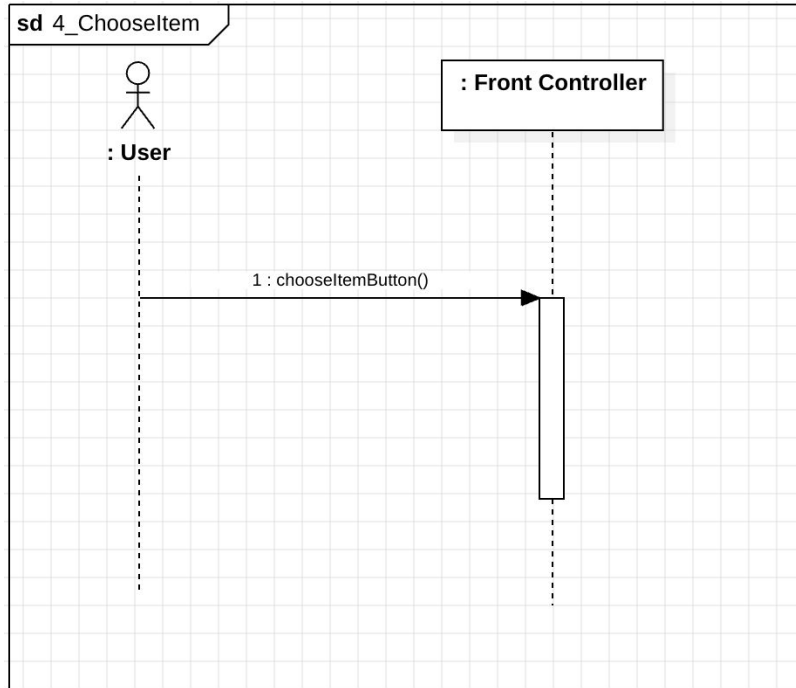 sd 4_ChooseItem
: User
: Front Controller
1 : chooseItemButton()